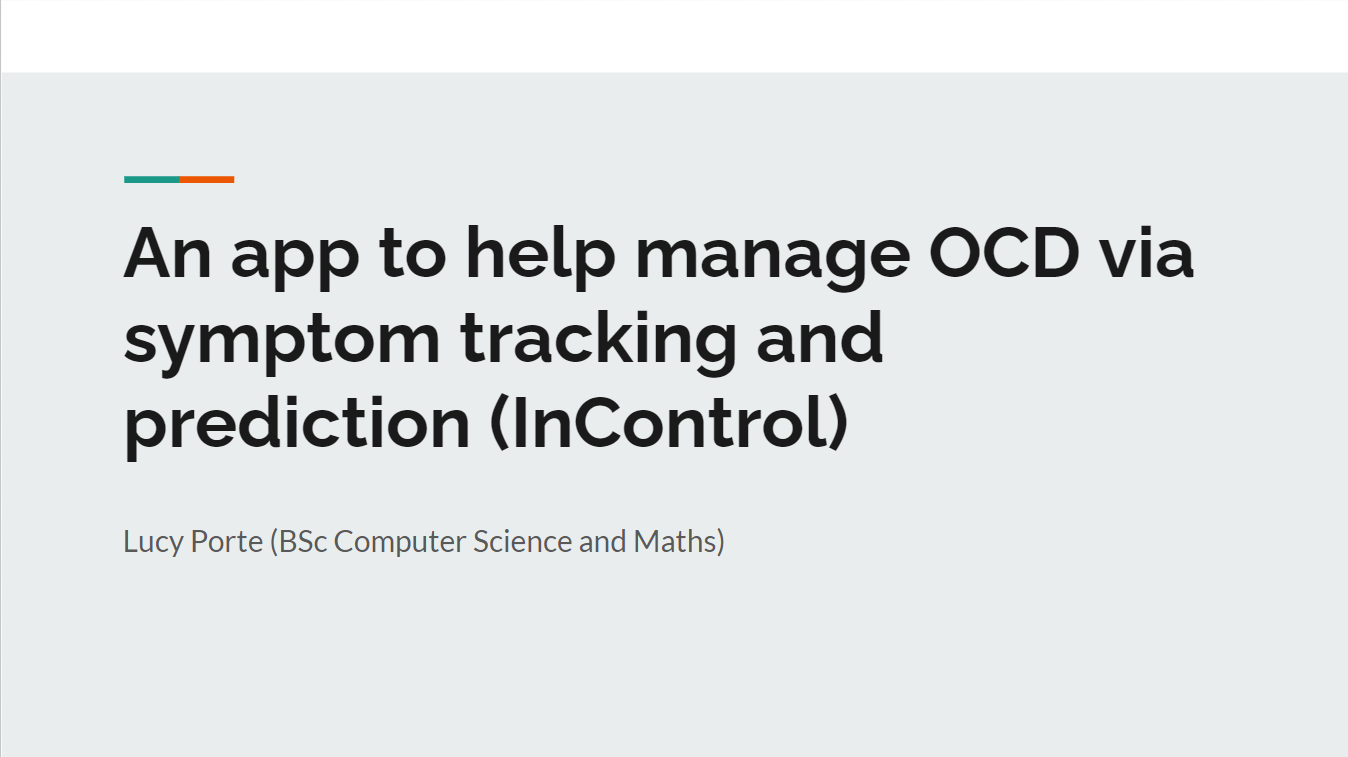 An app to help manage OCD via
symptom tracking and
prediction (InControl)
Lucy Porte (BSc Computer Science and Maths)